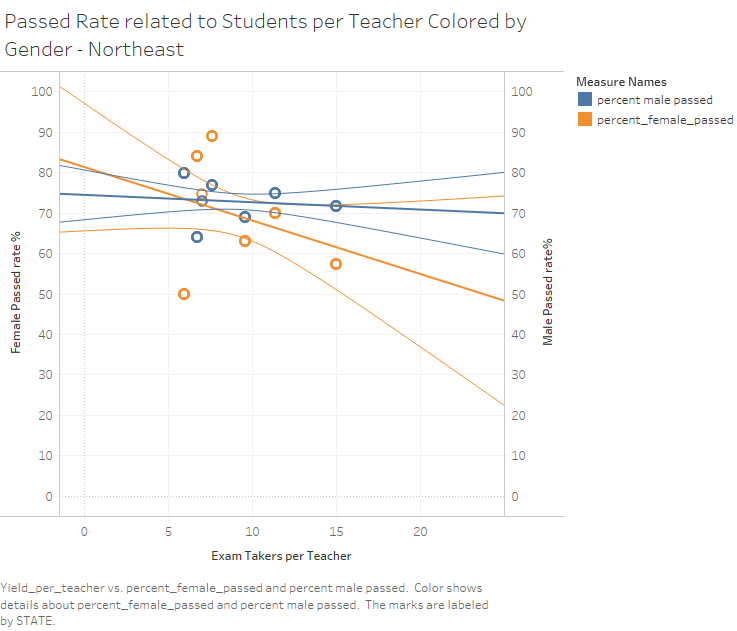 Passed Rate related to Students per Teacher Colored by
Gender - Northeast
Measure Names
percent male passed
percent_female_passed
100
90
80
70
60
50
40
30
20
10
0
Female Passed rate %
100
90
80
70
60
50
40
30
20
10
0
Male Passed rate%
0 5 10 15 20
Exam Takers per Teacher
Yield_per_teacher vs. percent_female_passed and percent male passed. Color shows
details about percent_female_passed and percent male passed. The marks are labeled
by STATE.